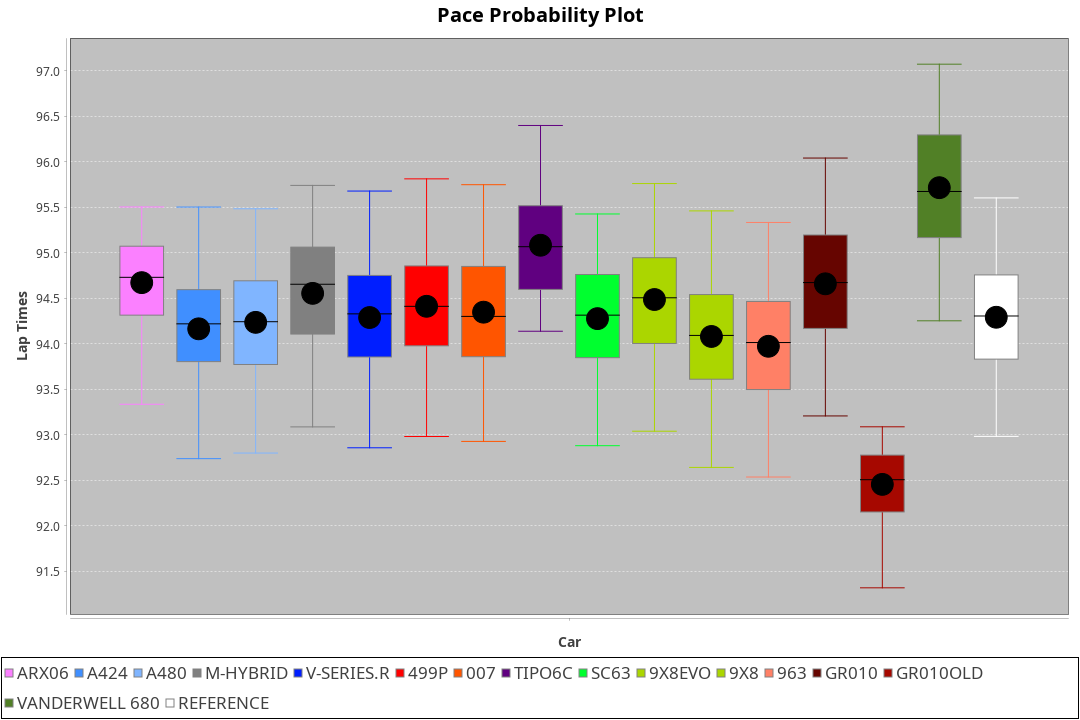 Pace Probability Plot
97.0
96.5
96.0
95.5
95.0
94.5
94.0
93.5
93.0
92.5
92.0
91.5
Lap Times
Car
ARX06 A424 A480 M-HYBRID V-SERIES.R 499P 007 TIPO6C SC63 9X8EVO 9X8 963 GR010 GR010OLD
VANDERWELL 680 REFERENCE